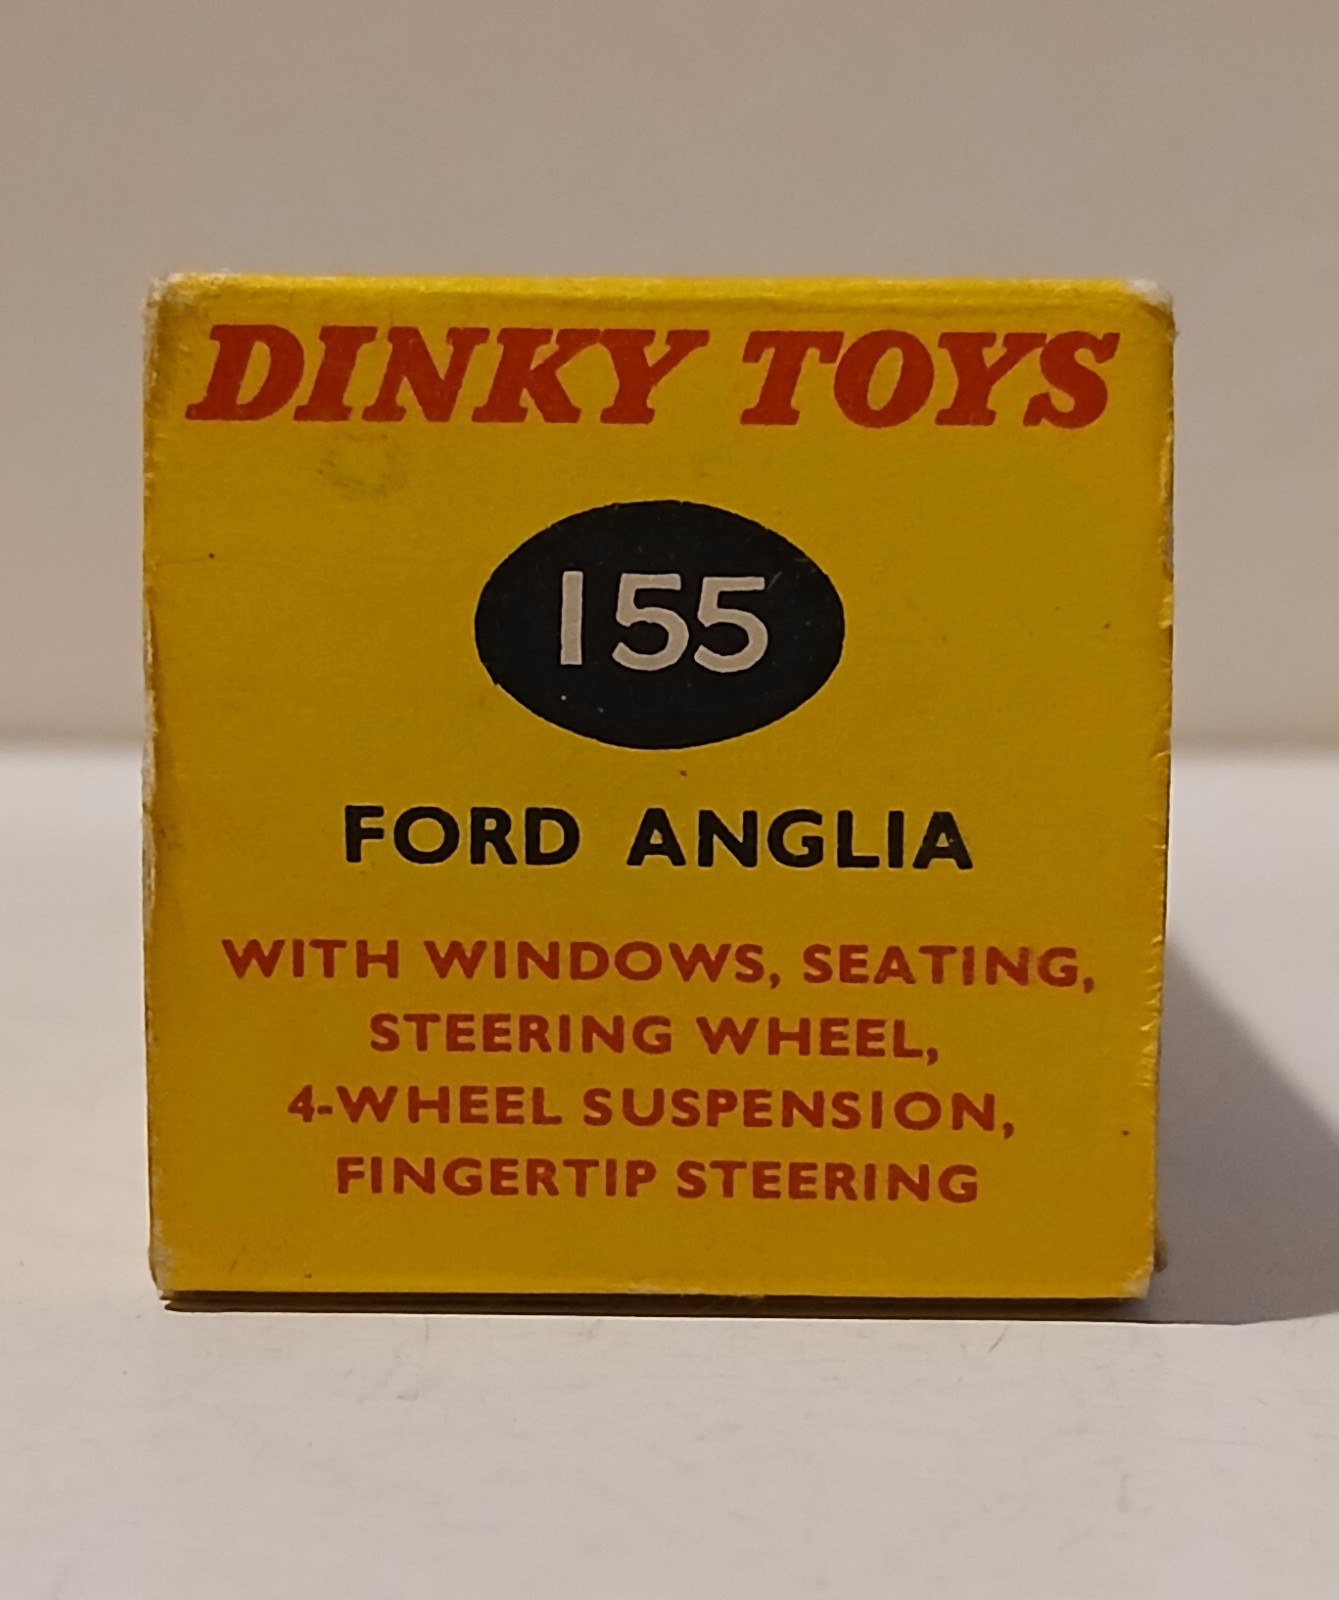 DINKY TOYS
155
FORD ANGLIA
WITH WINDOWS, SEATING,
STEERING WHEEL,
4-WHEEL SUSPENSION,
FINGERTIP STEERING